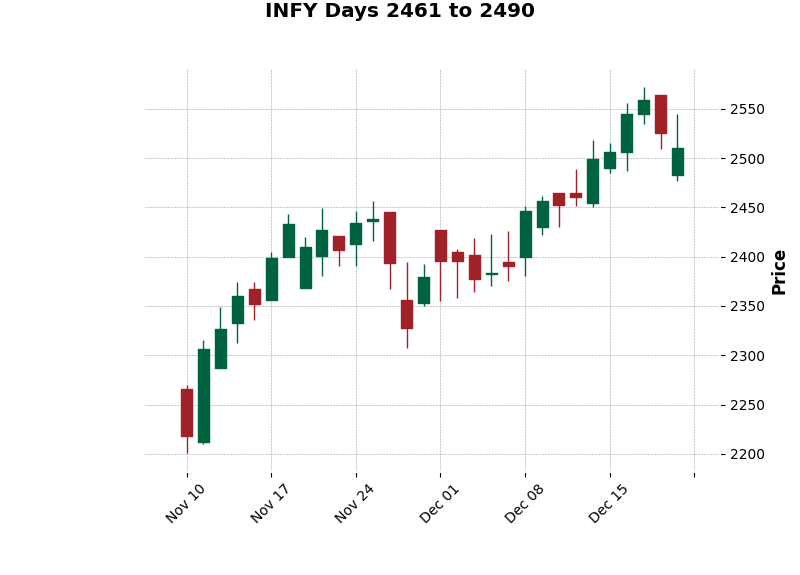 INFY Days 2461 to 2490
2550
2500
2450
2400
2350
2300
2250
2200
Price
Nov 10
Nov 17
Nov 24
Dec 01
Dec 08
Dec 15